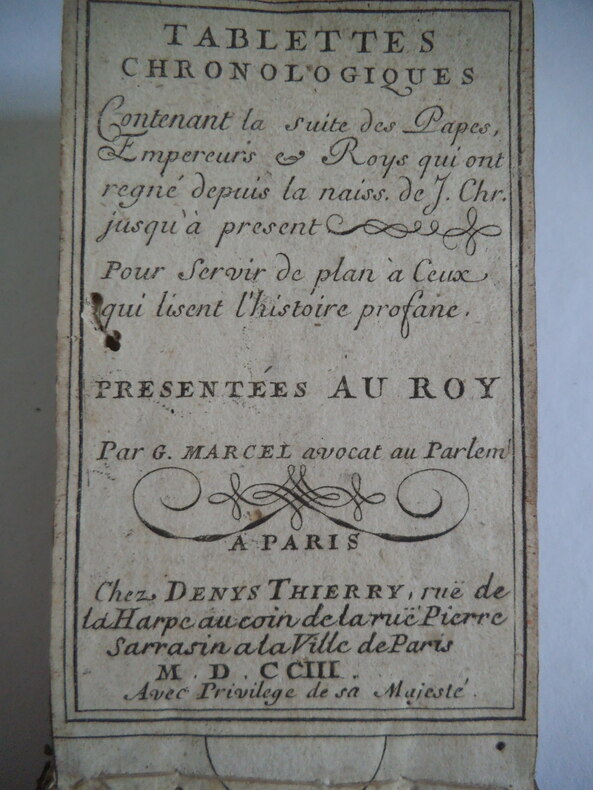 TABLETTES
CHRONOLOGIQUES
Contenant la suite des Papes,
Empereurs & Roys qui ont
regné depuis la naiss. de J. Chr.
jusqu'à present
Pour servir de plan à Ceux
qui lisent l'histoire profane.
PRESENTÉES AU ROY
Par G. MARCEL avocat au Parlemt
A PARIS
Chez DENYS THIERRY, ruë de
la Harpe au coin de la ruë Pierre
Sarrasin a la Ville de Paris
M. D. CCIII.
Avec Privilege de sa Majesté.